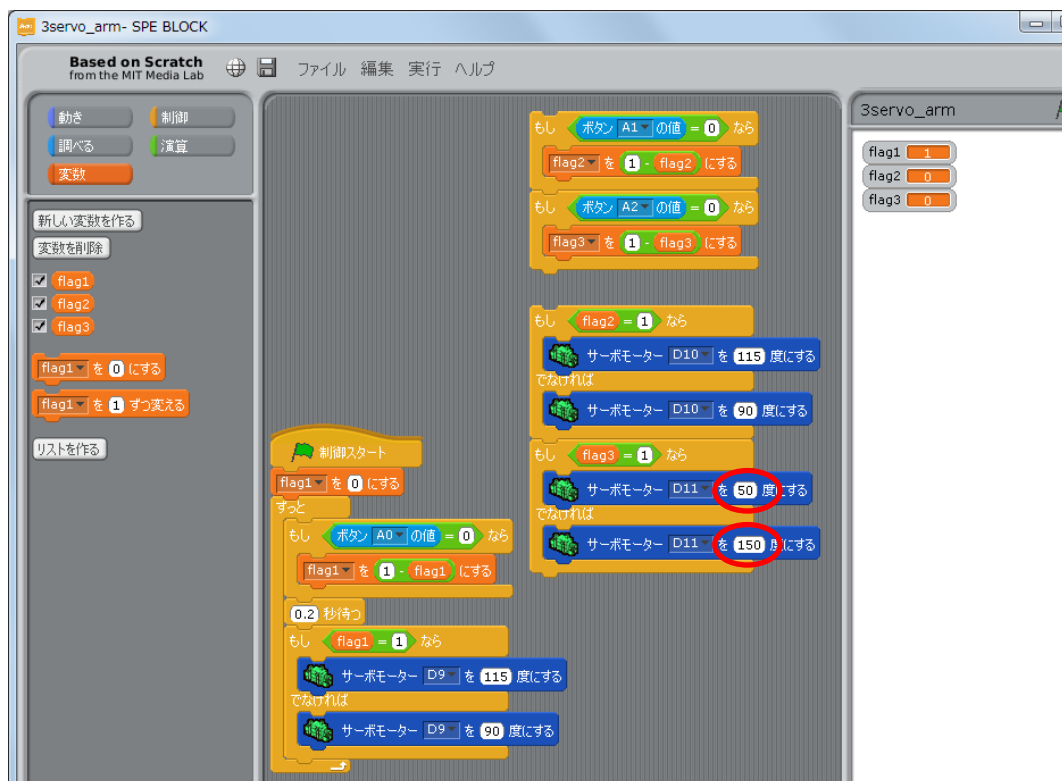 3servo_arm- SPE BLOCK
Based on Scratch
from the MIT Media Lab
ファイル 編集 実行 ヘルプ
動き 制御
調べる 演算
変数
新しい変数を作る
変数を削除
flag1
flag2
flag3
flag1 を 0 にする
flag1 を 1 ずつ変える
リストを作る
制御スタート
flag1 を 0 にする
ずっと
もし ボタン A0 の値 = 0 なら
flag1 を 1 - flag1 にする
0.2 秒待つ
もし flag1 = 1 なら
サーボモーター D9 を 115 度にする
でなければ
サーボモーター D9 を 90 度にする
もし ボタン A1 の値 = 0 なら
flag2 を 1 - flag2 にする
もし ボタン A2 の値 = 0 なら
flag3 を 1 - flag3 にする
もし flag2 = 1 なら
サーボモーター D10 を 115 度にする
でなければ
サーボモーター D10 を 90 度にする
もし flag3 = 1 なら
サーボモーター D11 を 50 度にする
でなければ
サーボモーター D11 を 150 度にする
3servo_arm
flag1 1
flag2 0
flag3 0